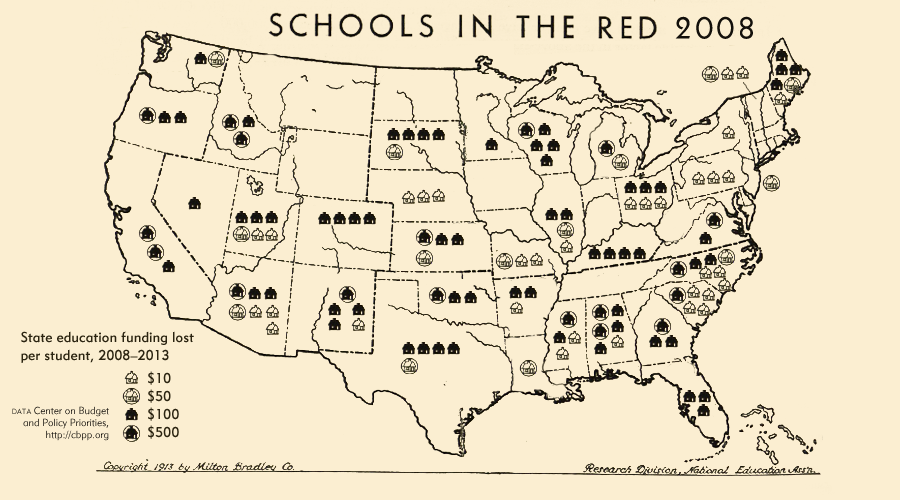 SCHOOLS IN THE RED 2008
State education funding lost
per student, 2008–2013
$10
$50
$100
$500
DATA Center on Budget
and Policy Priorities,
http://cbpp.org
Copyright 1913 by Milton Bradley Co.
Research Division, National Education Ass'n.